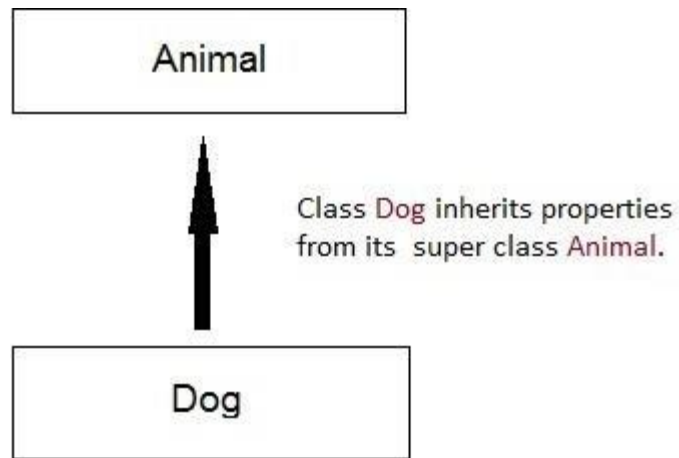 Animal
Class Dog inherits properties
from its super class Animal.
Dog